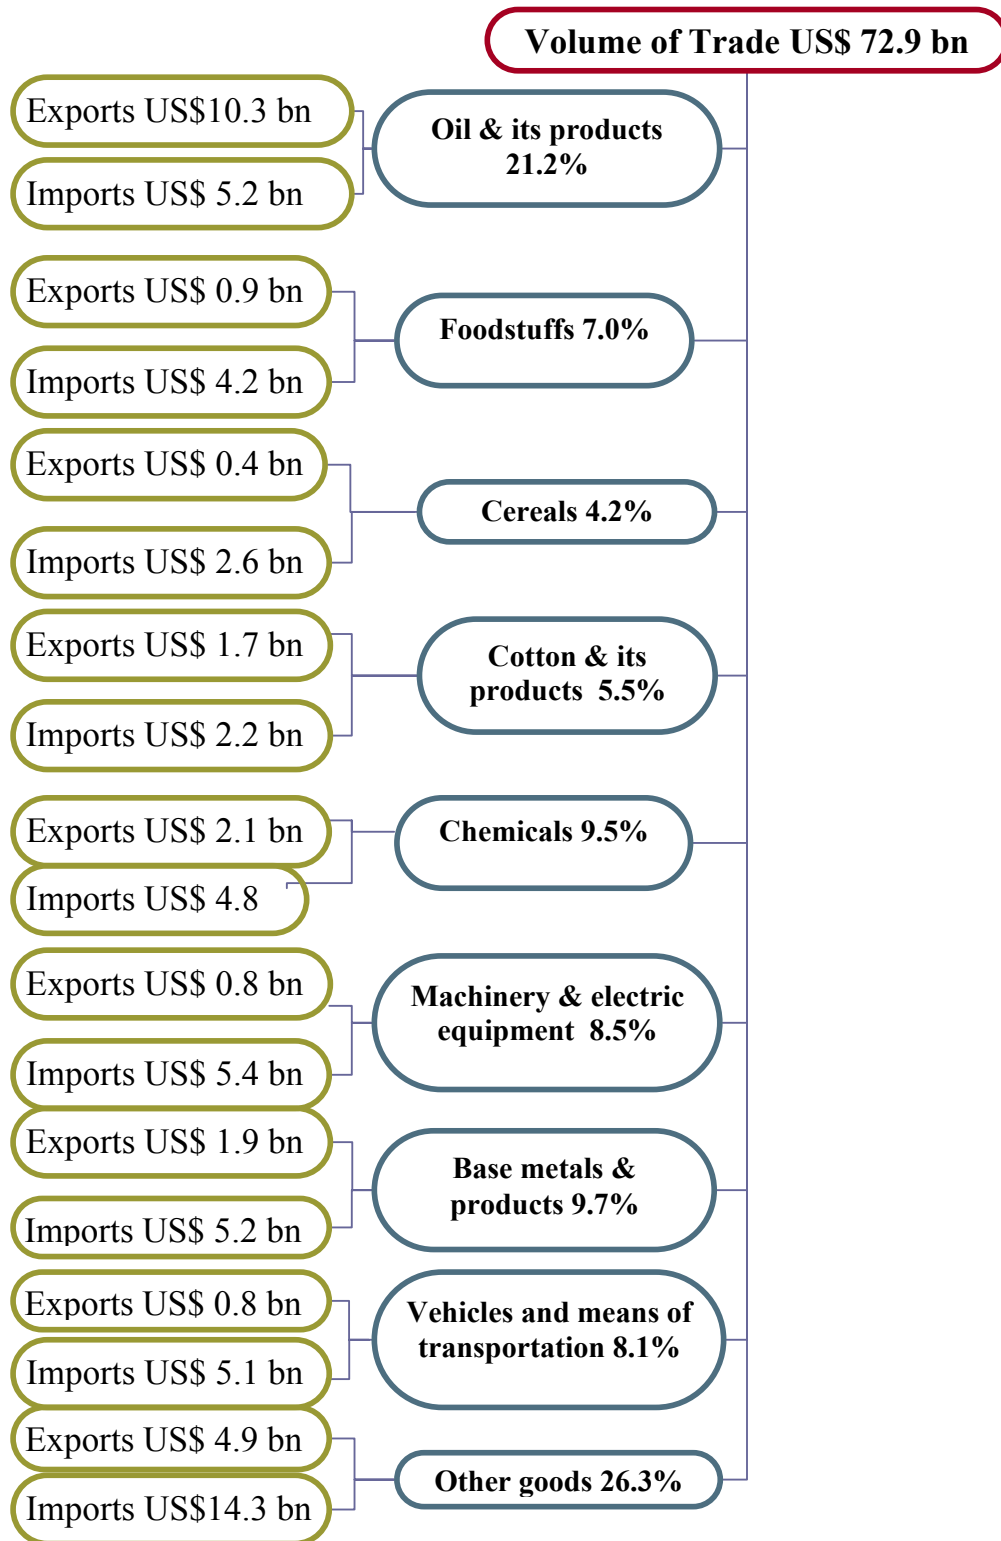 Volume of Trade US$ 72.9 bn
Exports US$10.3 bn
Imports US$ 5.2 bn
Oil & its products
21.2%
Exports US$ 0.9 bn
Imports US$ 4.2 bn
Foodstuffs 7.0%
Exports US$ 0.4 bn
Imports US$ 2.6 bn
Cereals 4.2%
Exports US$ 1.7 bn
Imports US$ 2.2 bn
Cotton & its
products 5.5%
Exports US$ 2.1 bn
Imports US$ 4.8
Chemicals 9.5%
Exports US$ 0.8 bn
Imports US$ 5.4 bn
Machinery & electric
equipment 8.5%
Exports US$ 1.9 bn
Imports US$ 5.2 bn
Base metals &
products 9.7%
Exports US$ 0.8 bn
Imports US$ 5.1 bn
Vehicles and means of
transportation 8.1%
Exports US$ 4.9 bn
Imports US$14.3 bn
Other goods 26.3%